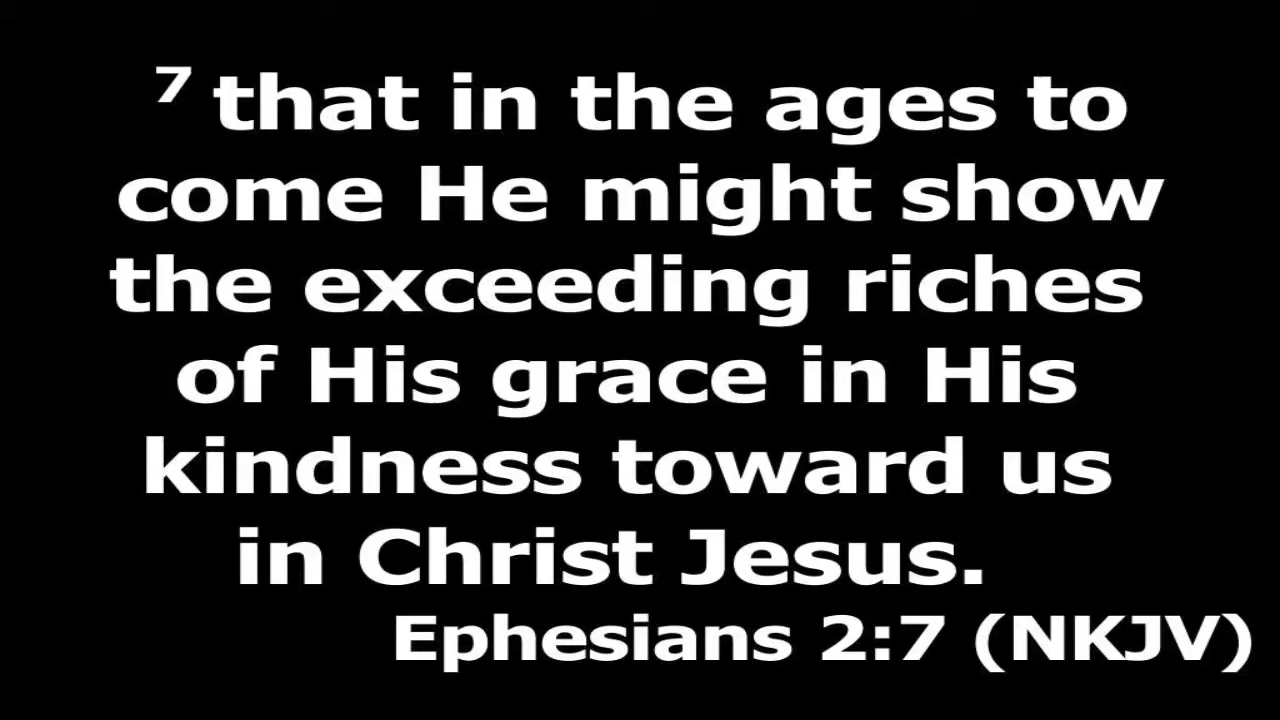 7 that in the ages to
come He might show
the exceeding riches
of His grace in His
kindness toward us
in Christ Jesus.
Ephesians 2:7 (NKJV)